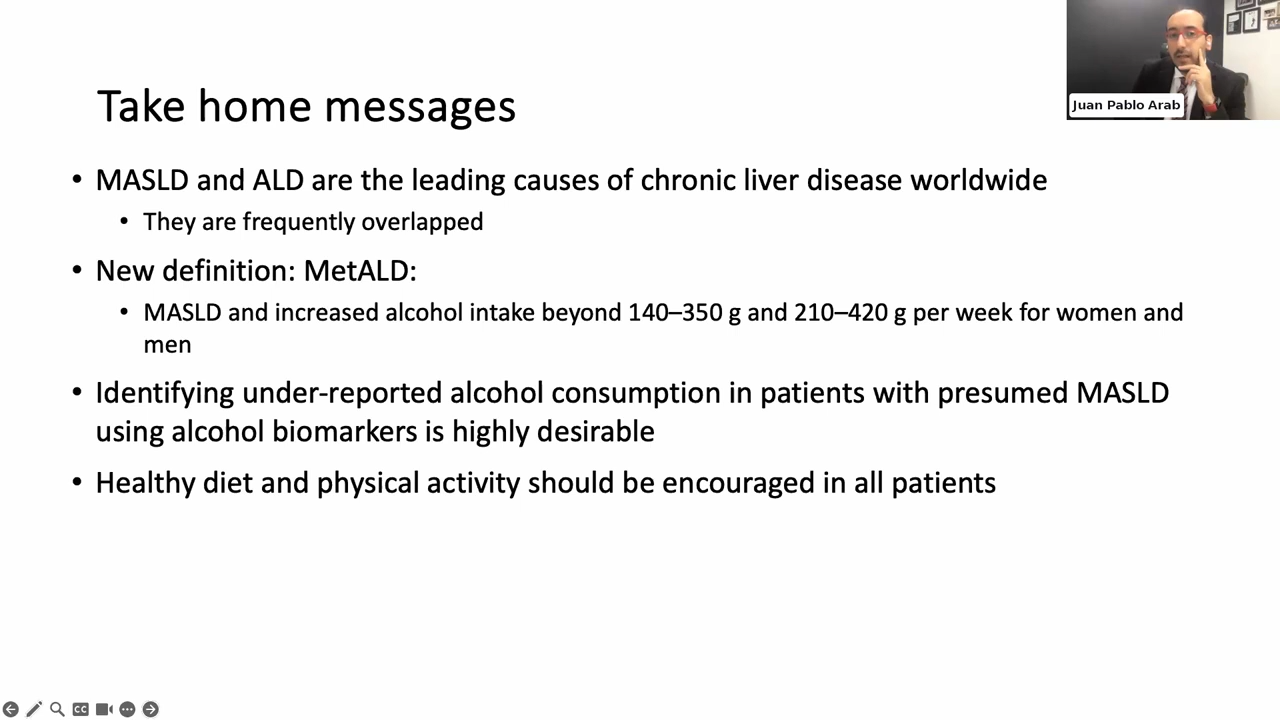 Take home messages
Juan Pablo Arab
• MASLD and ALD are the leading causes of chronic liver disease worldwide
• They are frequently overlapped
• New definition: MetALD:
• MASLD and increased alcohol intake beyond 140–350 g and 210–420 g per week for women and
men
• Identifying under-reported alcohol consumption in patients with presumed MASLD
using alcohol biomarkers is highly desirable
• Healthy diet and physical activity should be encouraged in all patients
CC